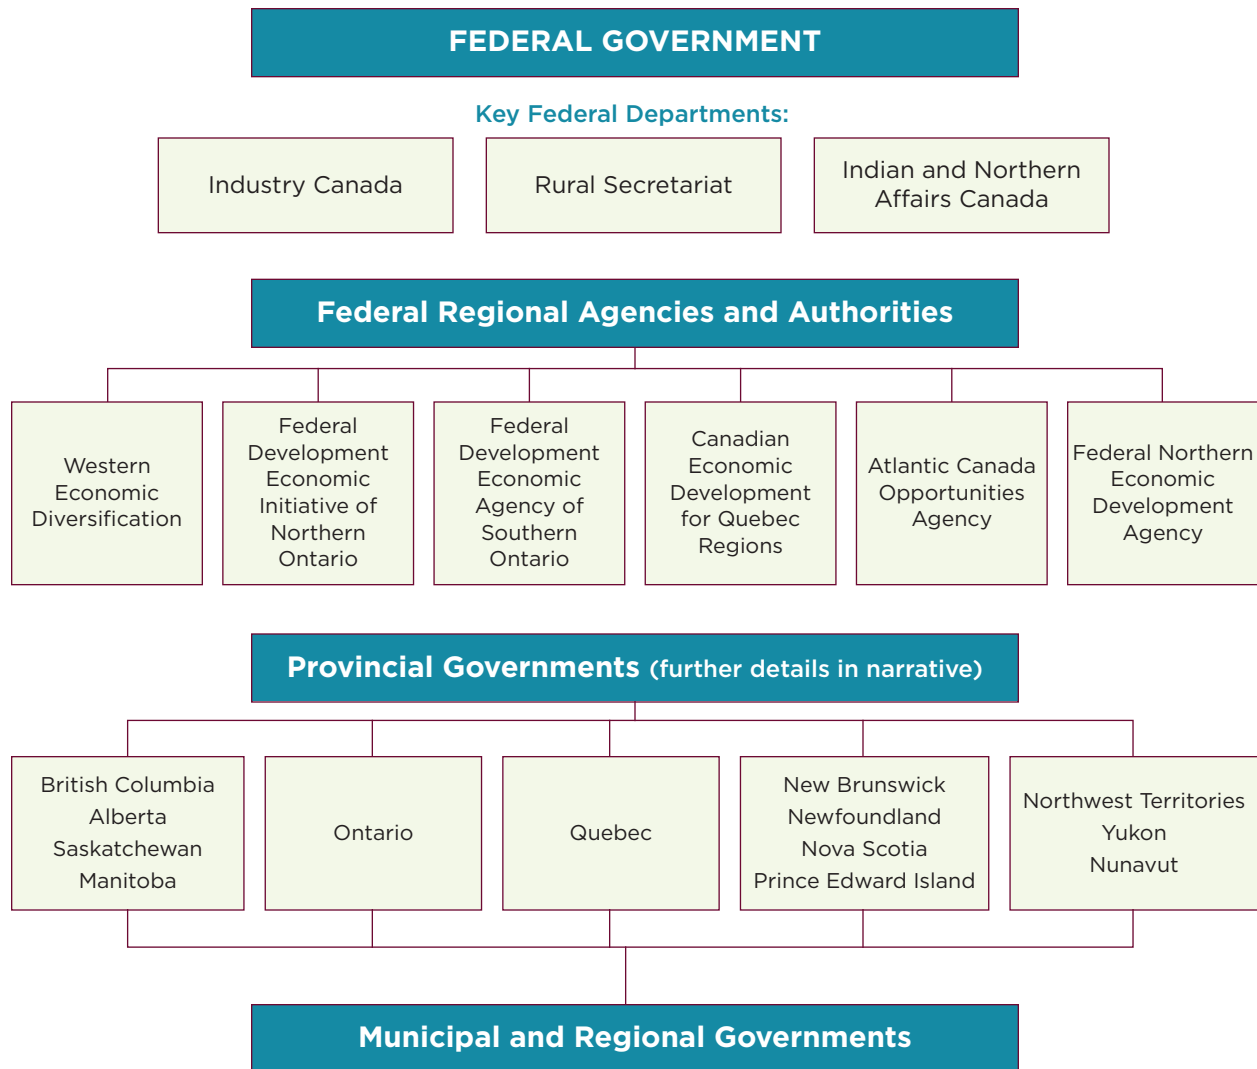 FEDERAL GOVERNMENT
Key Federal Departments:
Industry Canada
Rural Secretariat
Indian and Northern
Affairs Canada
Federal Regional Agencies and Authorities
Western
Economic
Diversification
Federal
Development
Economic
Initiative of
Northern
Ontario
Federal
Development
Economic
Agency of
Southern
Ontario
Canadian
Economic
Development
for Quebec
Regions
Atlantic Canada
Opportunities
Agency
Federal Northern
Economic
Development
Agency
Provincial Governments (further details in narrative)
British Columbia
Alberta
Saskatchewan
Manitoba
Ontario
Quebec
New Brunswick
Newfoundland
Nova Scotia
Prince Edward Island
Northwest Territories
Yukon
Nunavut
Municipal and Regional Governments